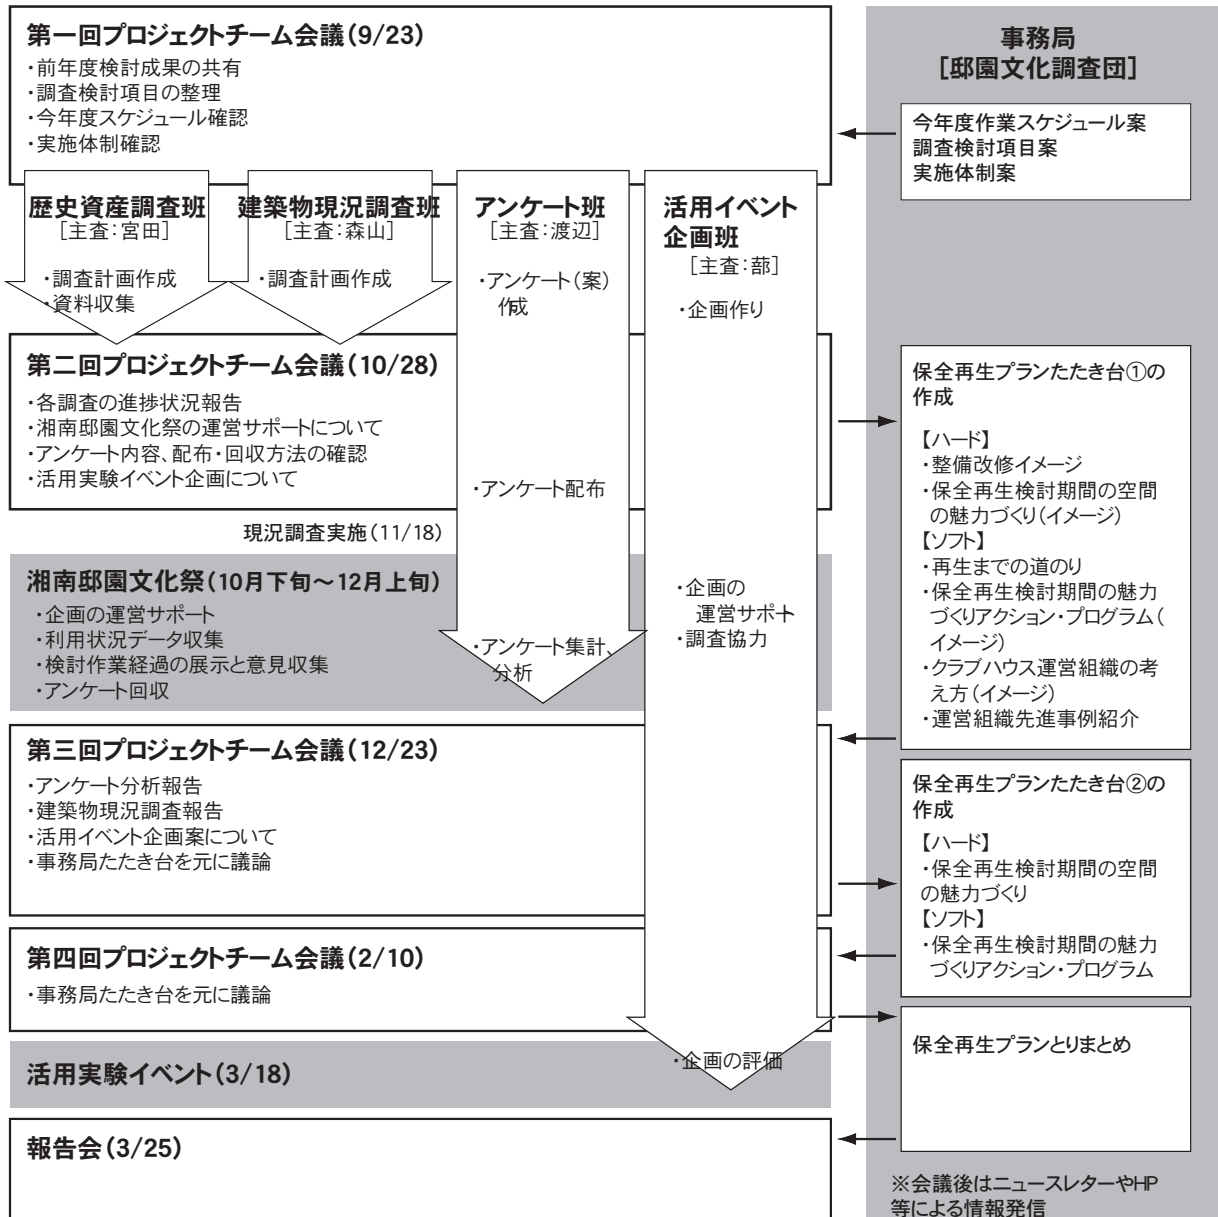 第一回プロジェクトチーム会議(9/23)
・前年度検討成果の共有
・調査検討項目の整理
・今年度スケジュール確認
・実施体制確認
歴史資産調査班
[主査:宮田]
・調査計画作成
・資料収集
建築物現況調査班
[主査:森山]
・調査計画作成
アンケート班
[主査:渡辺]
・アンケート(案)
作成
・アンケート配布
・アンケート集計、
分析
活用イベント
企画班
[主査:蔀]
・企画作り
・企画の
運営サポート
・調査協力
・企画の評価
第二回プロジェクトチーム会議(10/28)
・各調査の進捗状況報告
・湘南邸園文化祭の運営サポートについて
・アンケート内容、配布・回収方法の確認
・活用実験イベント企画について
現況調査実施(11/18)
湘南邸園文化祭(10月下旬~12月上旬)
・企画の運営サポート
・利用状況データ収集
・検討作業経過の展示と意見収集
・アンケート回収
第三回プロジェクトチーム会議(12/23)
・アンケート分析報告
・建築物現況調査報告
・活用イベント企画案について
・事務局たたき台を元に議論
第四回プロジェクトチーム会議(2/10)
・事務局たたき台を元に議論
活用実験イベント(3/18)
報告会(3/25)
事務局
[邸園文化調査団]
今年度作業スケジュール案
調査検討項目案
実施体制案
保全再生プランたたき台①の
作成
【ハード】
・整備改修イメージ
・保全再生検討期間の空間
の魅力づくり(イメージ)
【ソフト】
・再生までの道のり
・保全再生検討期間の魅力
づくりアクション・プログラム(
イメージ)
・クラブハウス運営組織の考
え方(イメージ)
・運営組織先進事例紹介
保全再生プランたたき台②の
作成
【ハード】
・保全再生検討期間の空間
の魅力づくり
【ソフト】
・保全再生検討期間の魅力
づくりアクション・プログラム
保全再生プランとりまとめ
※会議後はニュースレターやHP
等による情報発信